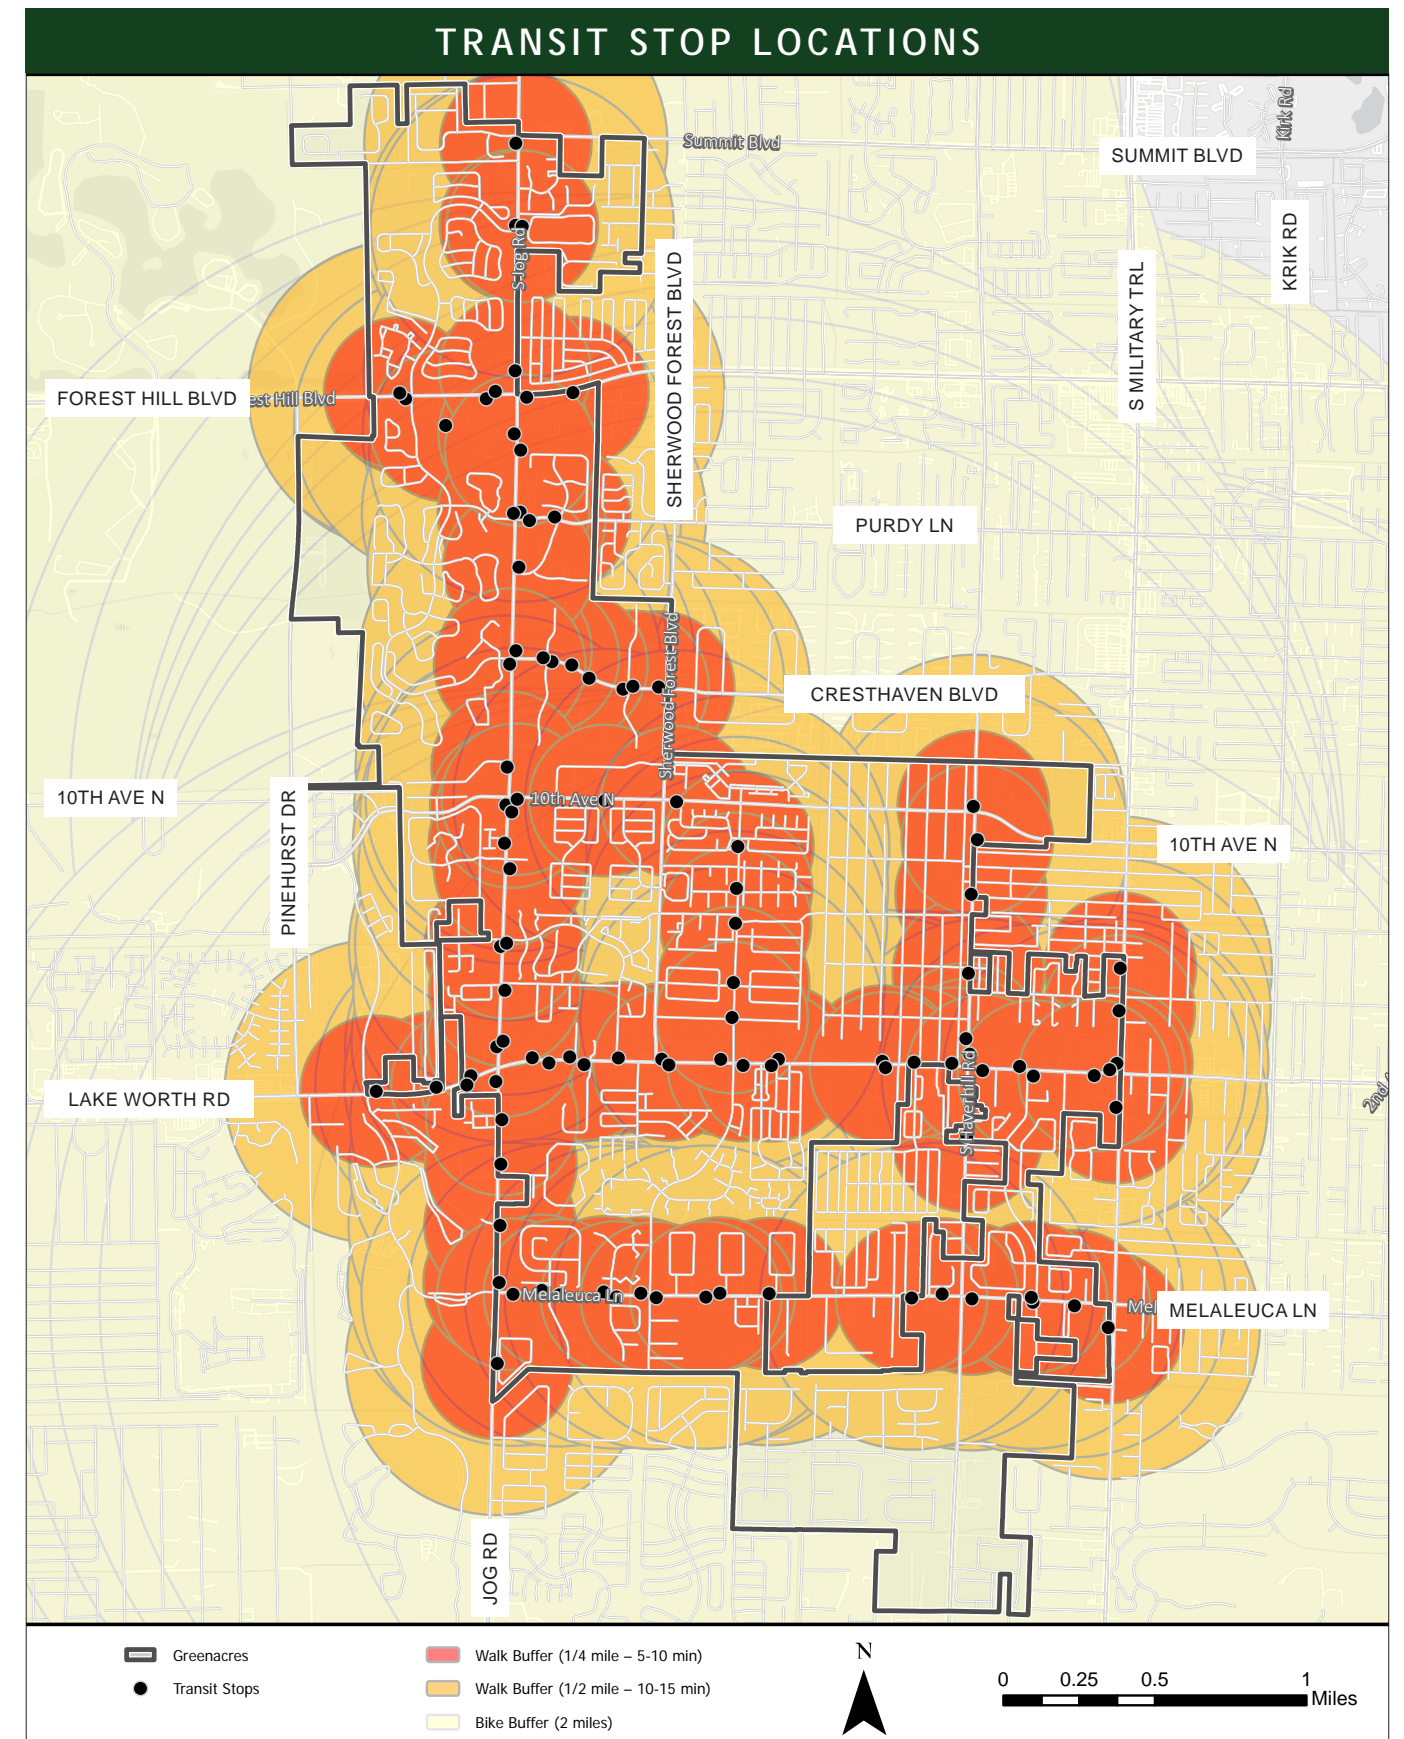 TRANSIT STOP LOCATIONS
Kirk Rd
Summit Blvd
SUMMIT BLVD
KRIK RD
S Jog Rd
SHERWOOD FOREST BLVD
S MILITARY TRL
FOREST HILL BLVD
est Hill Blvd
PURDY LN
Sherwood Forest Blvd
CRESTHAVEN BLVD
10TH AVE N
10th Ave N
PINEHURST DR
10TH AVE N
S Haverhill Rd
LAKE WORTH RD
Melaleuca Ln
Mel
MELALEUCA LN
JOG RD
Greenacres
Transit Stops
Walk Buffer (1/4 mile – 5-10 min)
Walk Buffer (1/2 mile – 10-15 min)
Bike Buffer (2 miles)
N
0 0.25 0.5 1
Miles